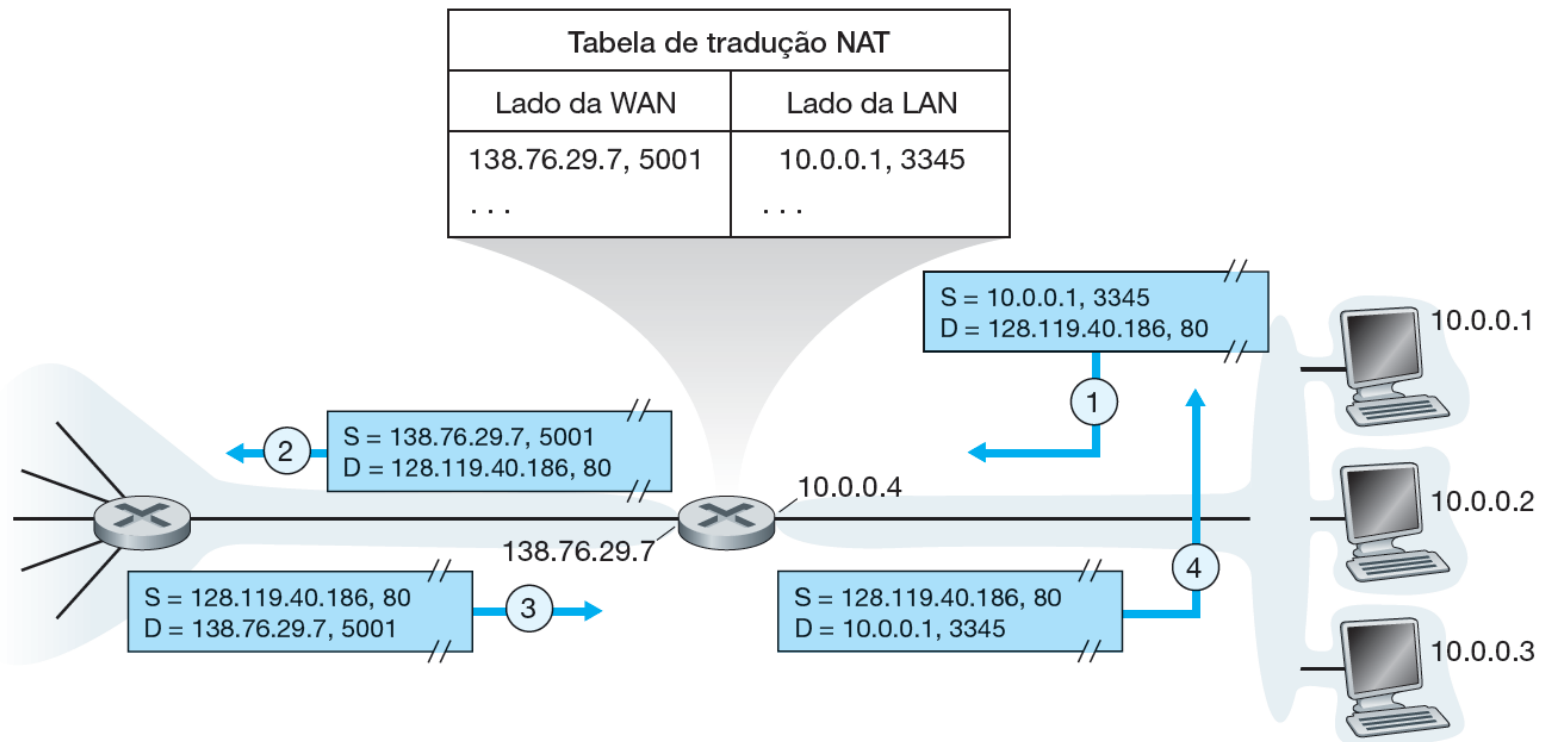 Tabela de tradução NAT
Lado da WAN
Lado da LAN
138.76.29.7, 5001
10.0.0.1, 3345
. . .
. . .
S = 10.0.0.1, 3345
D = 128.119.40.186, 80
10.0.0.1
1
2
S = 138.76.29.7, 5001
D = 128.119.40.186, 80
10.0.0.4
10.0.0.2
138.76.29.7
S = 128.119.40.186, 80
D = 138.76.29.7, 5001
3
S = 128.119.40.186, 80
D = 10.0.0.1, 3345
4
10.0.0.3